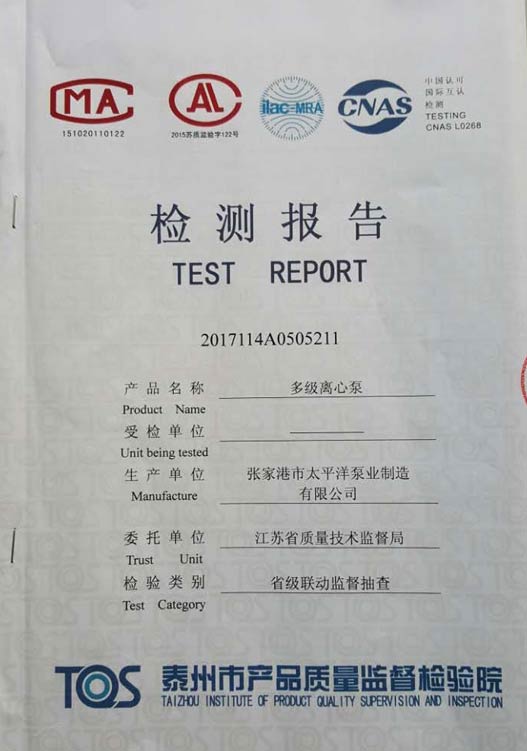 MA
151020110122
AL
2015苏质监验字122号
ilac-MRA
CNAS
中国认可
国际互认
检测
TESTING
CNAS L0268
检测报告
TEST REPORT
2017114A0505211
产品名称 多级离心泵
Product Name
受检单位 ————
Unit being tested
生产单位 张家港市太平洋泵业制造
Manufacture 有限公司
委托单位 江苏省质量技术监督局
Trust Unit
检验类别 省级联动监督抽查
Test Category
TQS 泰州市产品质量监督检验院
TAIZHOU INSTITUTE OF PRODUCT QUALITY SUPERVISION AND INSPECTION